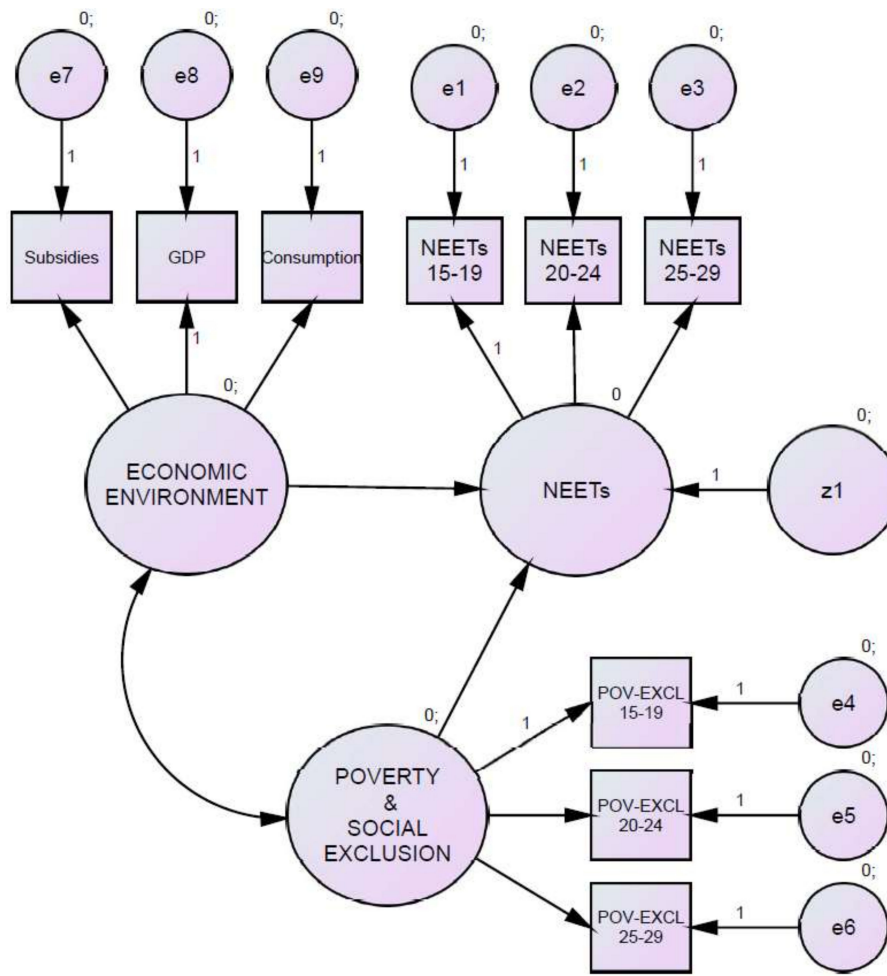 0;
0;
0;
0;
0;
0;
e7
e8
e9
e1
e2
e3
1
1
1
1
1
1
Subsidies
GDP
Consumption
NEETs
15-19
NEETs
20-24
NEETs
25-29
1
1
0;
0
0;
ECONOMIC
ENVIRONMENT
NEETs
1
z1
0;
0;
1
POV-EXCL
15-19
1
e4
POVERTY
&
SOCIAL
EXCLUSION
0;
POV-EXCL
20-24
1
e5
0;
POV-EXCL
25-29
1
e6